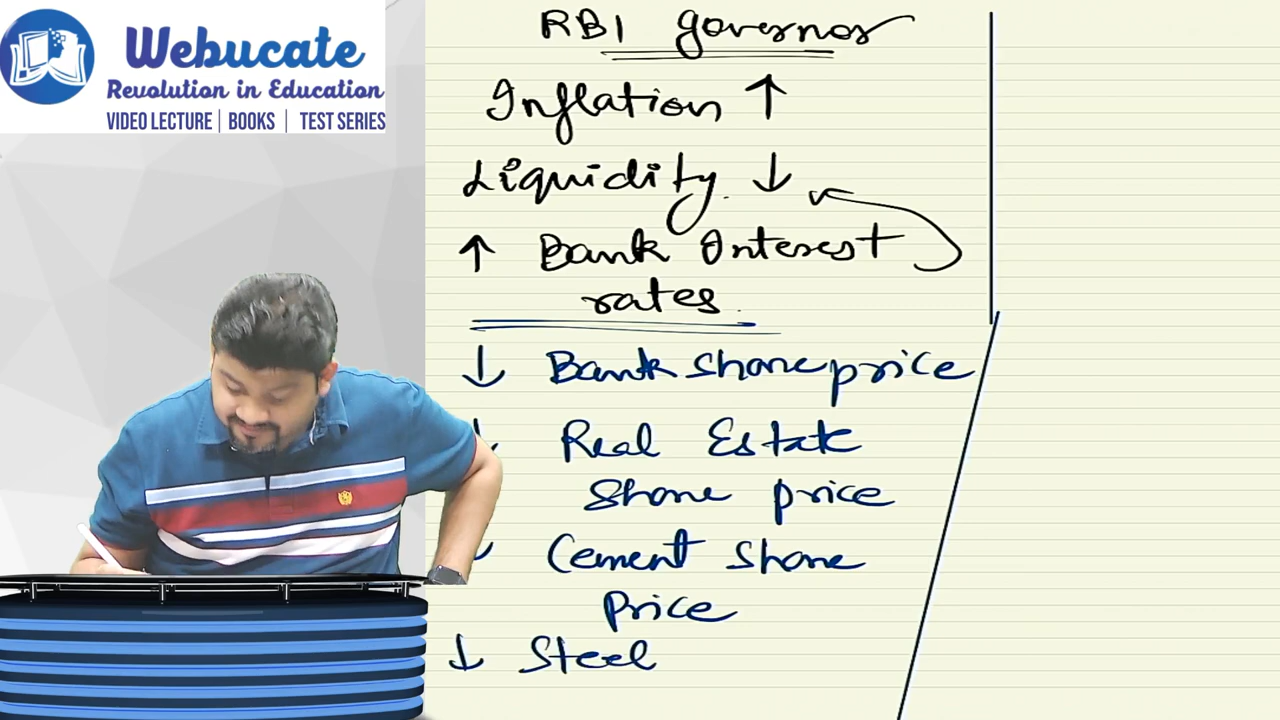 Webucate
Revolution in Education
VIDEO LECTURE | BOOKS | TEST SERIES
RBI governor
Inflation ↑
Liquidity. ↓
↑ Bank Interest
rates.
↓ Bank Share price
↓ Real Estate
Share price
Cement Share
Price
↓ Steel